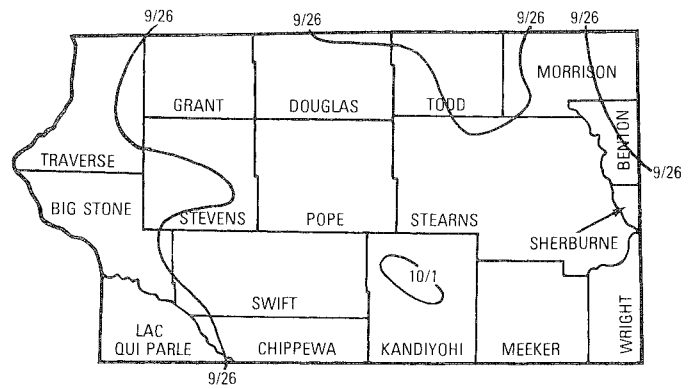 9/26
9/26
9/26
9/26
MORRISON
GRANT
DOUGLAS
TODD
BENTON
TRAVERSE
9/26
BIG STONE
STEVENS
POPE
STEARNS
SHERBURNE
10/1
SWIFT
LAC
QUI PARLE
CHIPPEWA
KANDIYOHI
MEEKER
WRIGHT
9/26